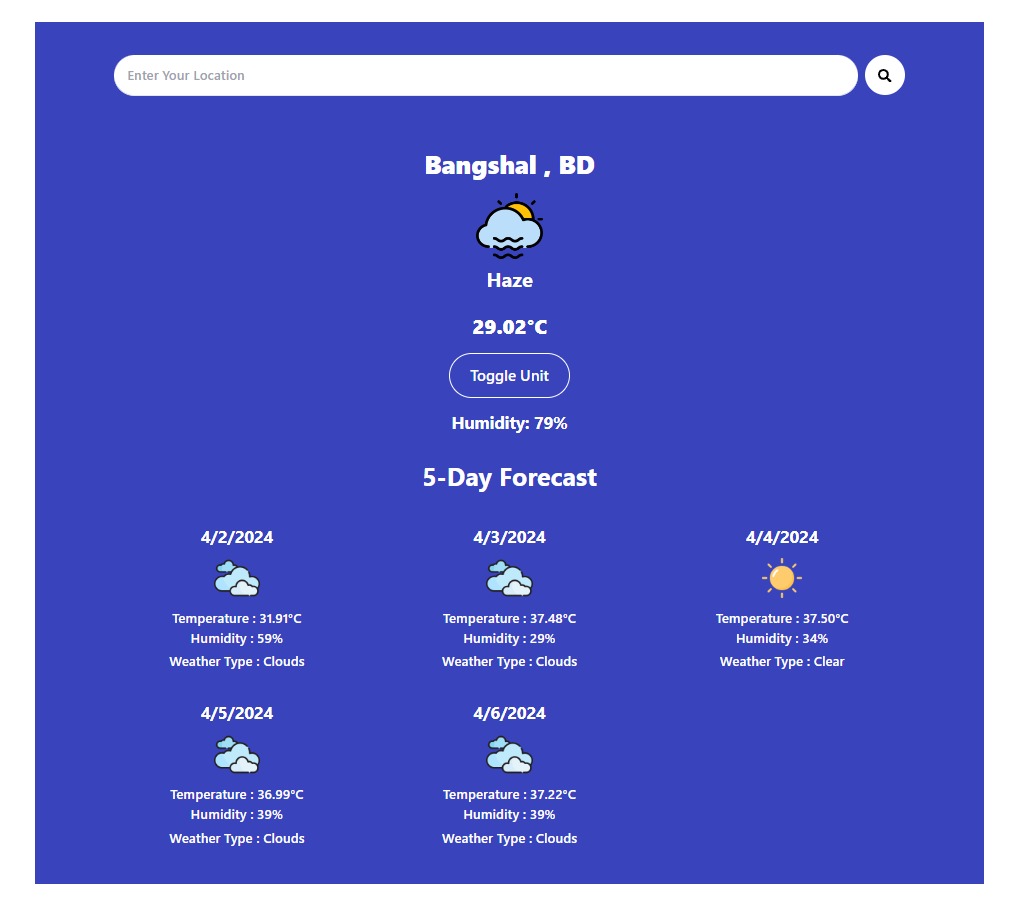 Enter Your Location
Bangshal , BD
Haze
29.02°C
Toggle Unit
Humidity: 79%
5-Day Forecast
4/2/2024
Temperature : 31.91°C
Humidity : 59%
Weather Type : Clouds
4/3/2024
Temperature : 37.48°C
Humidity : 29%
Weather Type : Clouds
4/4/2024
Temperature : 37.50°C
Humidity : 34%
Weather Type : Clear
4/5/2024
Temperature : 36.99°C
Humidity : 39%
Weather Type : Clouds
4/6/2024
Temperature : 37.22°C
Humidity : 39%
Weather Type : Clouds